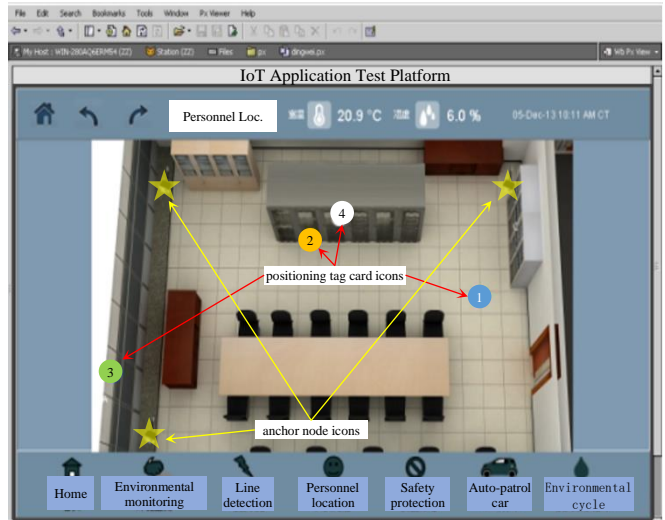 File Edit Search Bookmarks Tools Window Px Viewer Help
My Host : WIN-280AQ6ERM54 (ZZ) Station (ZZ) Files px dingwei.px Wb Px View
IoT Application Test Platform
Personnel Loc. 20.9 °C 6.0 % 05-Dec-13 10:11 AM CT
4
2
positioning tag card icons
1
3
anchor node icons
Home
Environmental
monitoring
Line
detection
Personnel
location
Safety
protection
Auto-patrol
car
Environmental
cycle